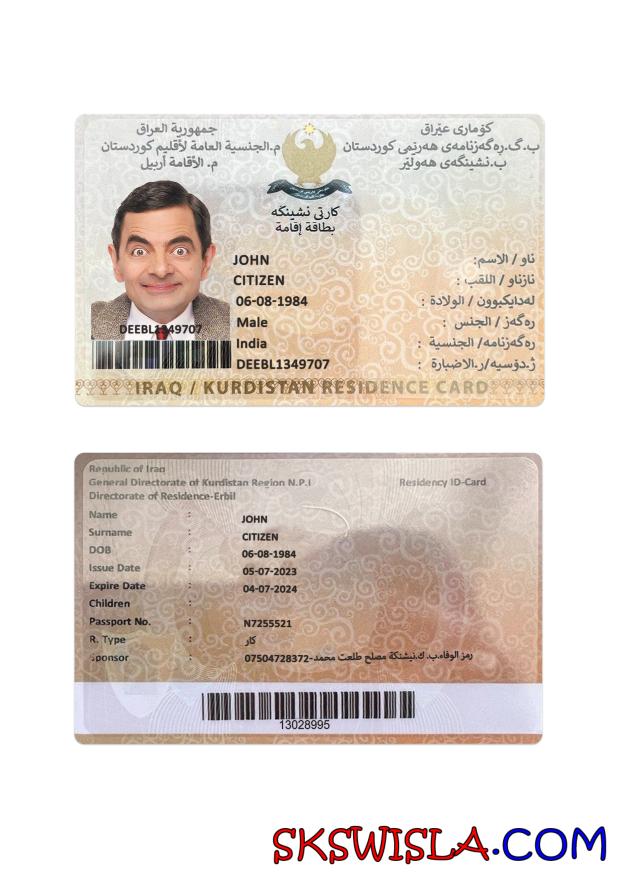 جمهورية العراق
م.الجنسية العامة لأقليم كوردستان
م. الأقامة أربيل
كۆماری عێراق
ب.گ.رەگەزنامەی هەرێمی کوردستان
ب.نشینگەی هەولێر
کارتی نشینگە
بطاقة إقامة
JOHN ناو / الاسم:
CITIZEN نازناو / اللقب :
06-08-1984 لەدایکبوون / الولادة :
Male رەگەز / الجنس :
India رەگەزنامە/ الجنسية :
DEEBL1349707 ژ.دۆسیە/ر.الاضبارة :
DEEBL1349707
IRAQ / KURDISTAN RESIDENCE CARD
Republic of Iraq
General Directorate of Kurdistan Region N.P.I Residency ID-Card
Directorate of Residence-Erbil
Name : JOHN
Surname : CITIZEN
DOB : 06-08-1984
Issue Date : 05-07-2023
Expire Date : 04-07-2024
Children :
Passport No. : N7255521
R. Type : کار
Sponsor : رمز الوفاء.ب. ك.نیشنكة مصلح طلعت محمد-07504728372
13028995
SKSWISLA.COM